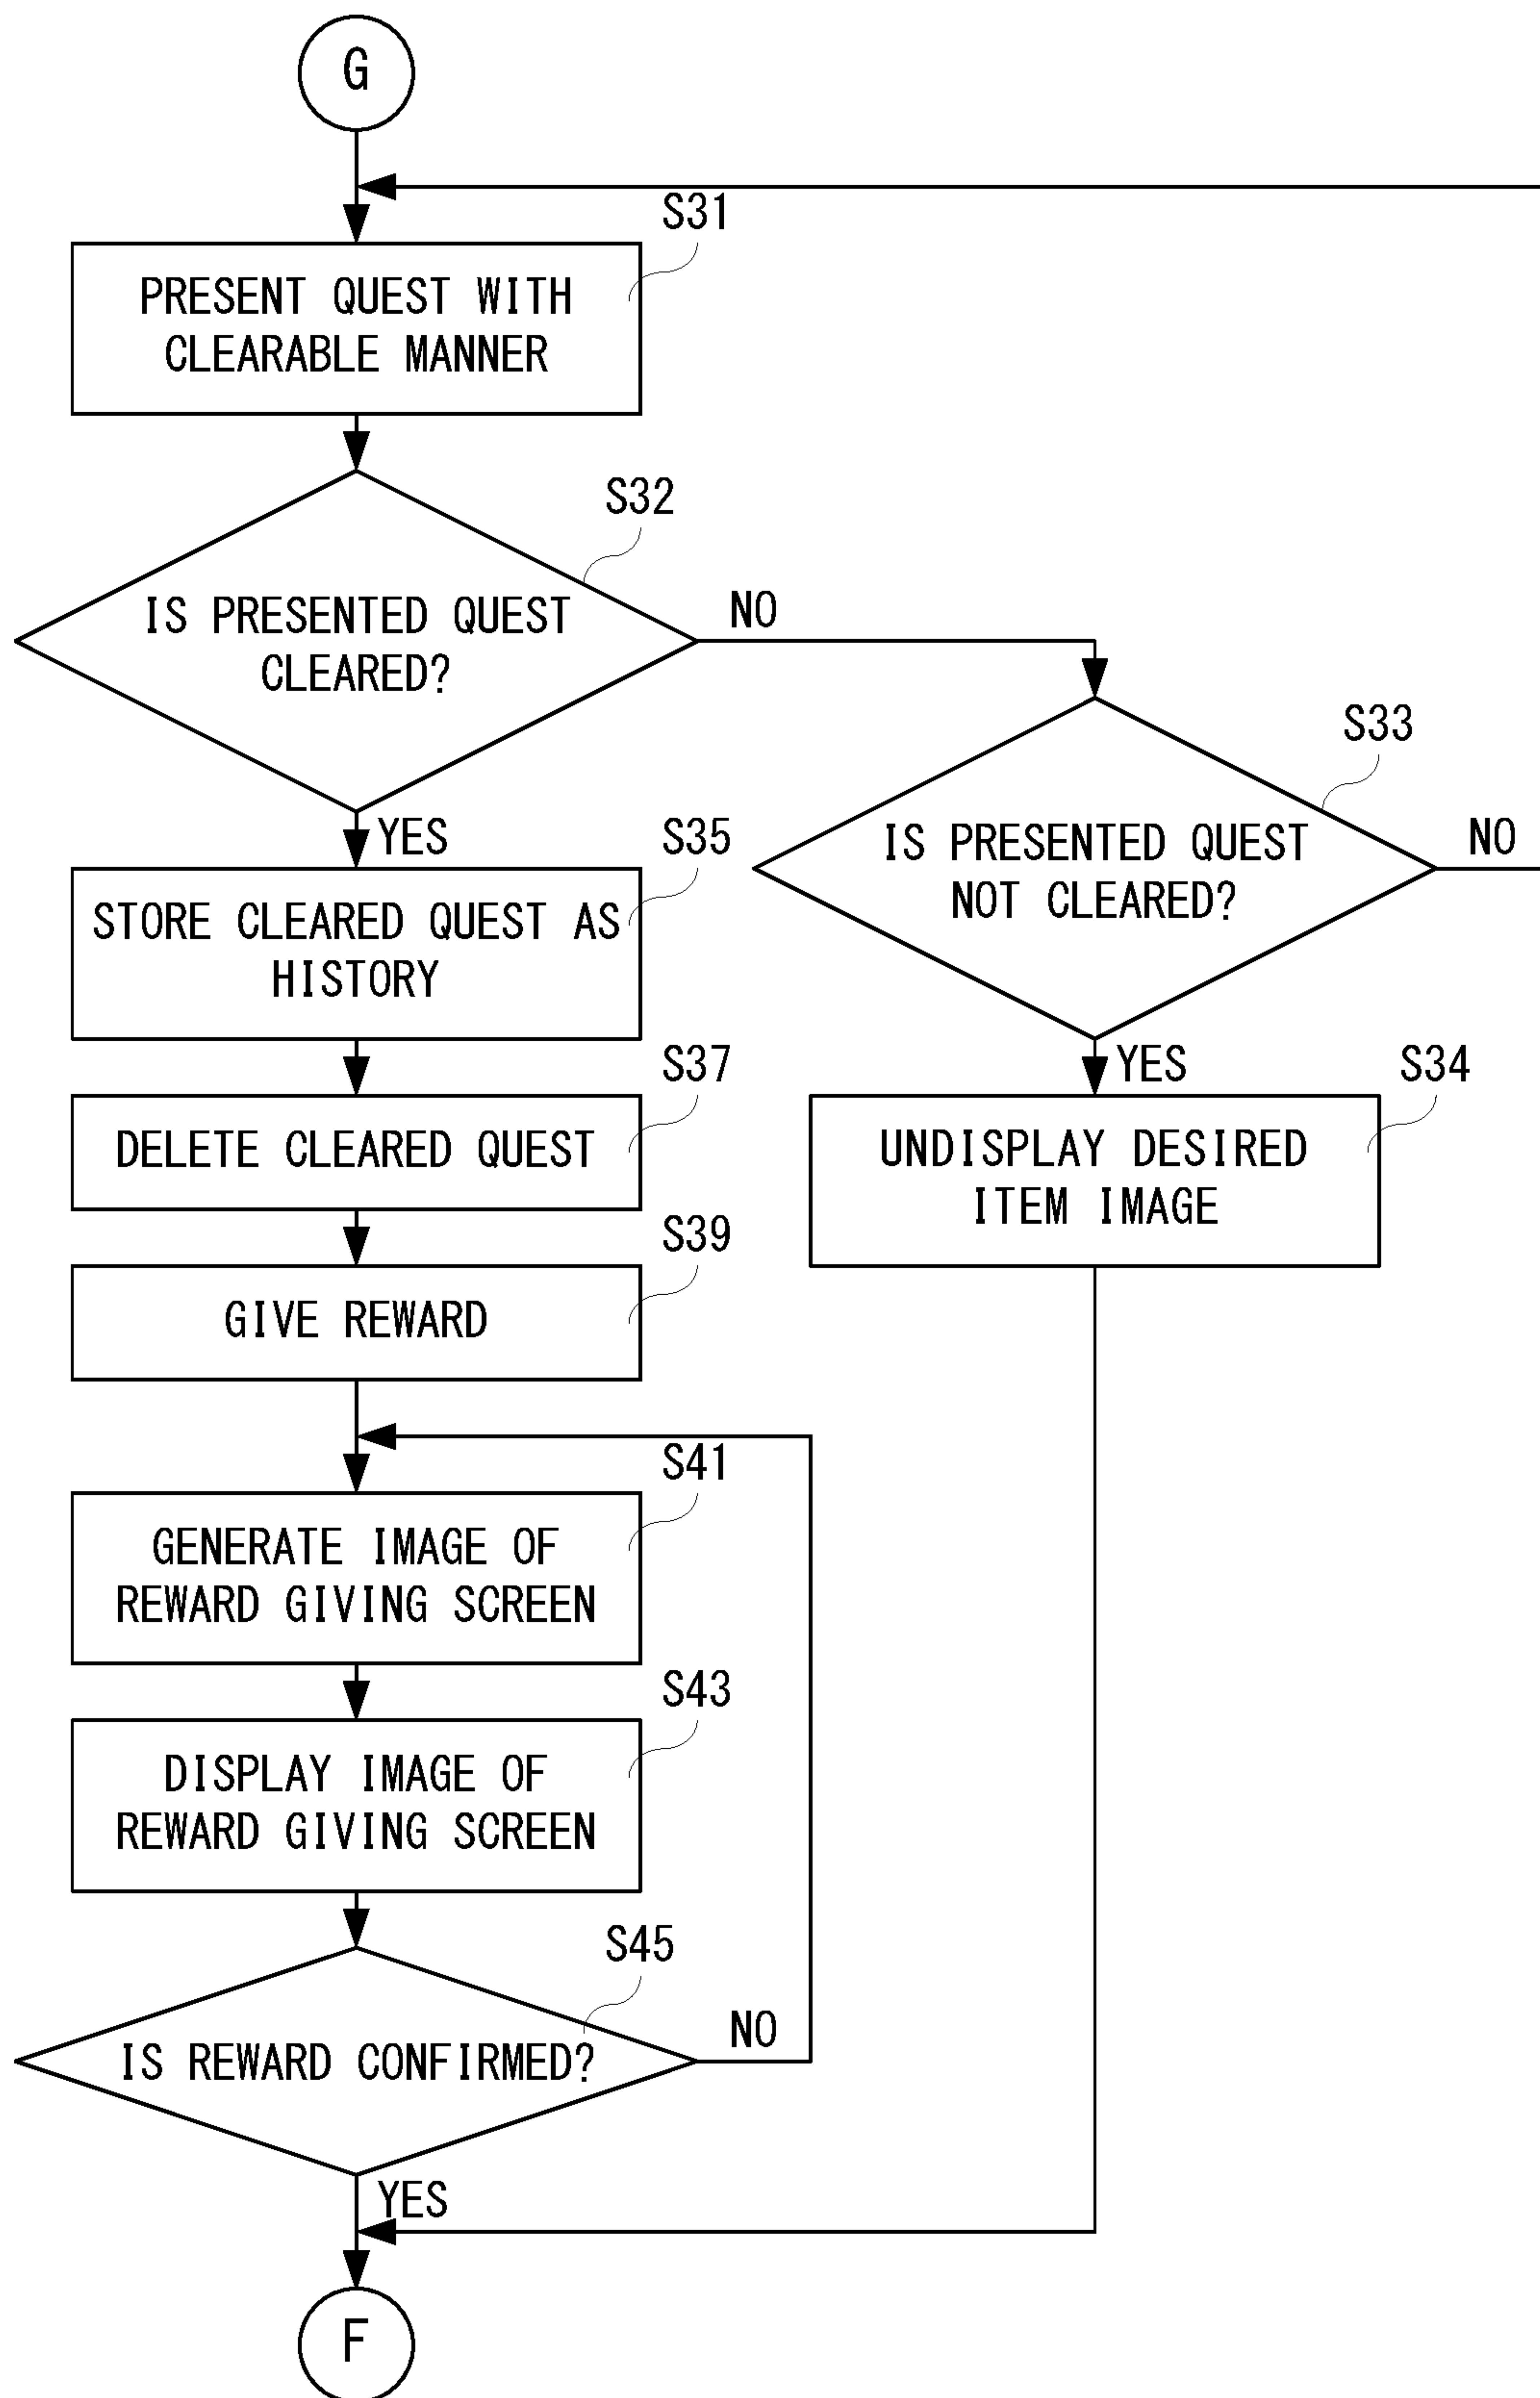 G
S31
PRESENT QUEST WITH
CLEARABLE MANNER
S32
IS PRESENTED QUEST
CLEARED?
NO
YES
S33
IS PRESENTED QUEST
NOT CLEARED?
NO
YES
S34
UNDISPLAY DESIRED
ITEM IMAGE
S35
STORE CLEARED QUEST AS
HISTORY
S37
DELETE CLEARED QUEST
S39
GIVE REWARD
S41
GENERATE IMAGE OF
REWARD GIVING SCREEN
S43
DISPLAY IMAGE OF
REWARD GIVING SCREEN
S45
IS REWARD CONFIRMED?
NO
YES
F